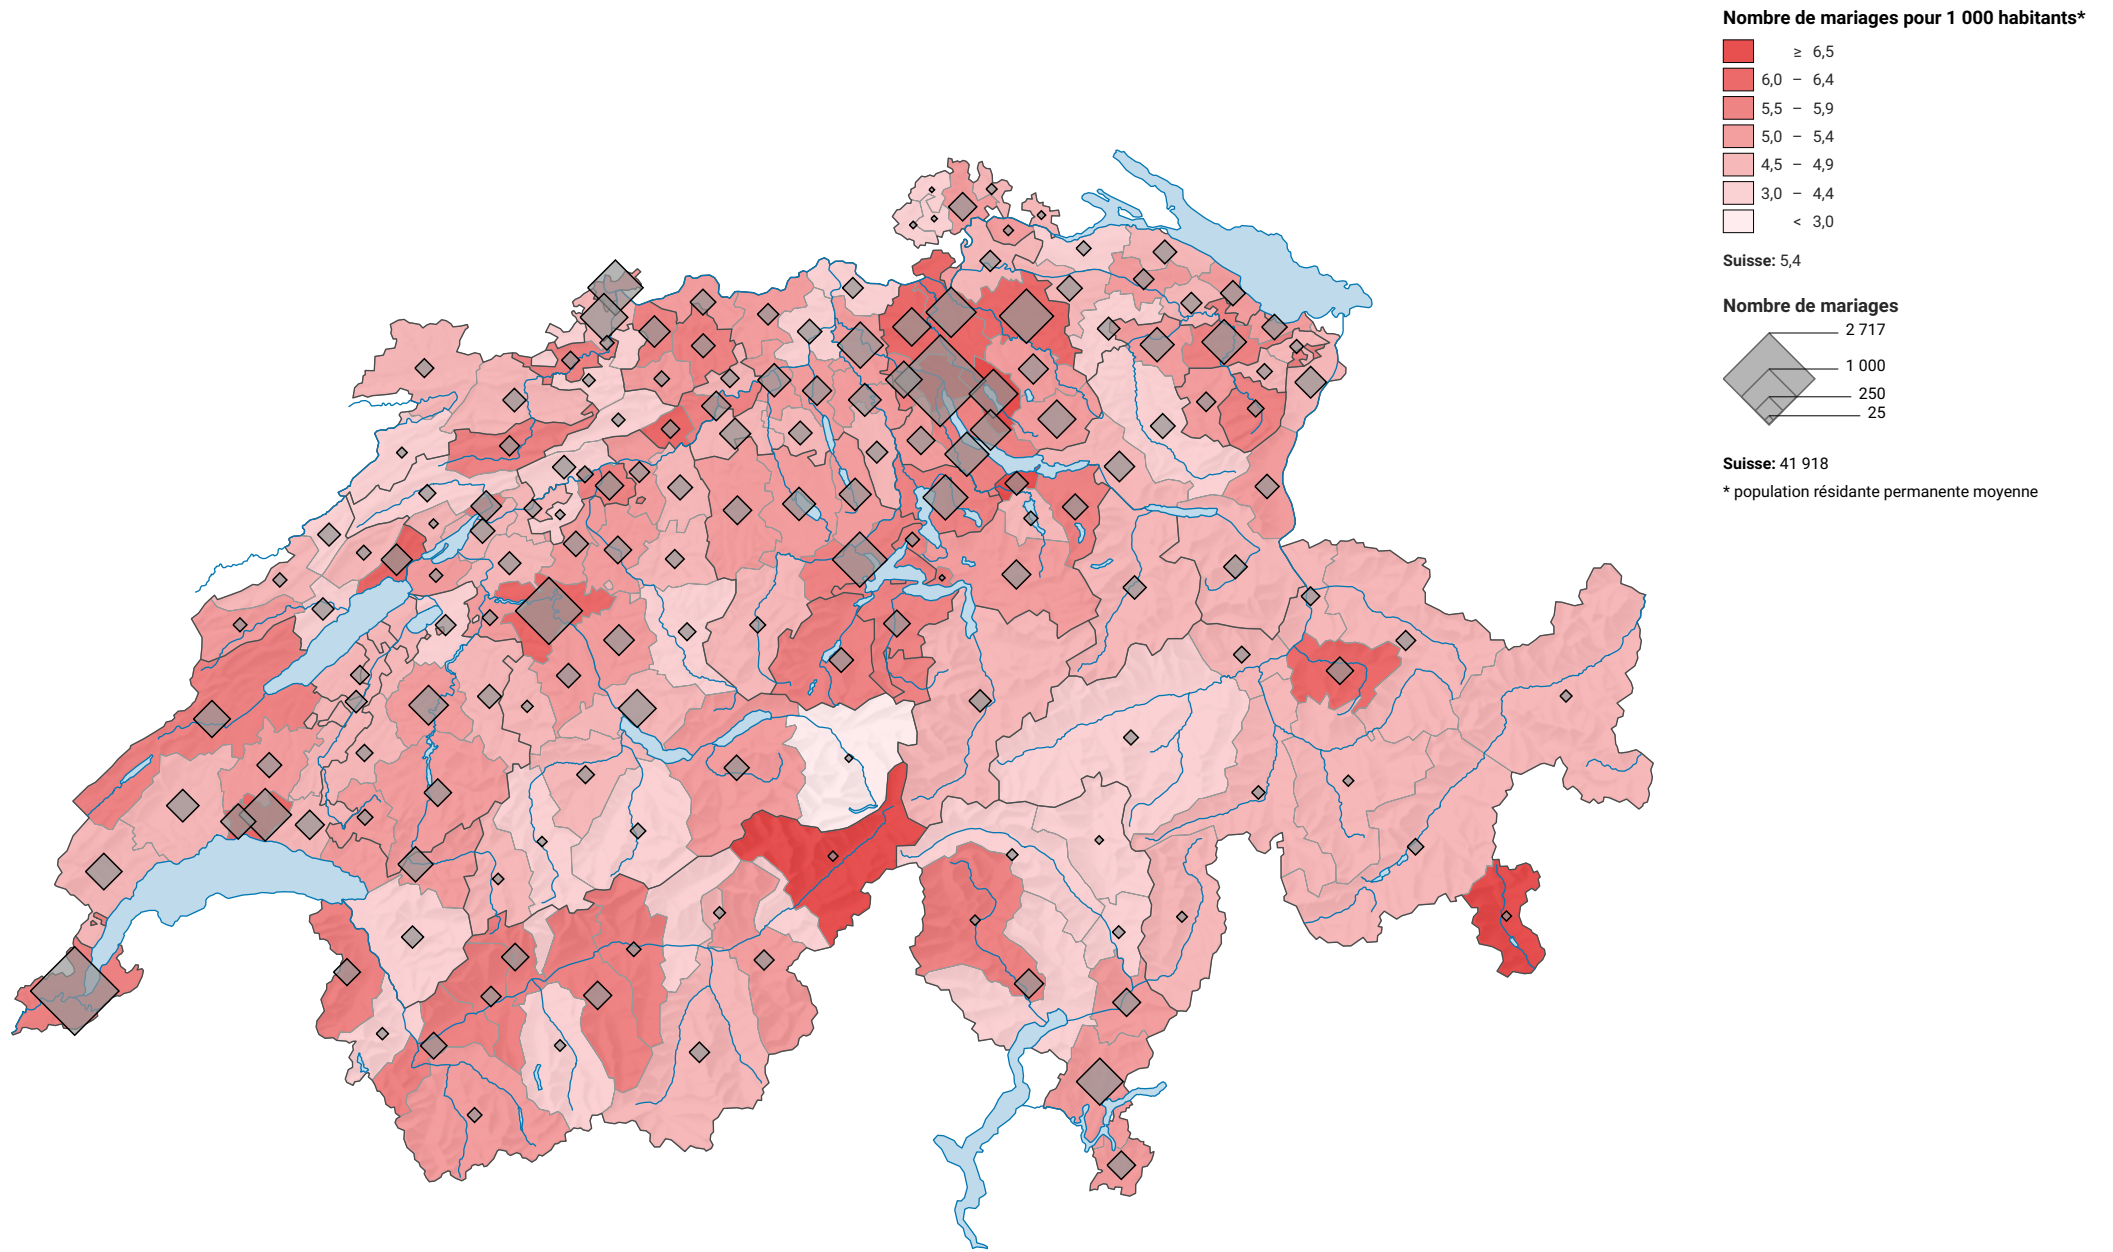 Nombre de mariages pour 1 000 habitants*
≥ 6,5
6,0 – 6,4
5,5 – 5,9
5,0 – 5,4
4,5 – 4,9
3,0 – 4,4
< 3,0
Suisse: 5,4
Nombre de mariages
2 717
1 000
250
25
Suisse: 41 918
* population résidante permanente moyenne